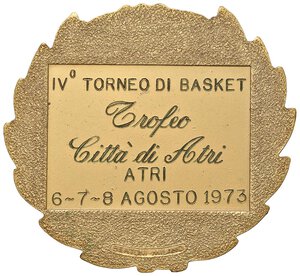 IV° TORNEO DI BASKET
Trofeo
Città di Atri
ATRI
6~7~8 AGOSTO 1973